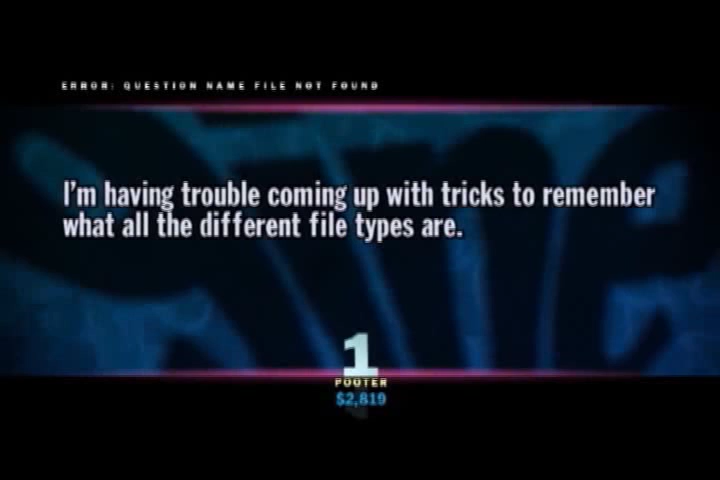 ERROR: QUESTION NAME FILE NOT FOUND
I'm having trouble coming up with tricks to remember
what all the different file types are.
1
POOTER
$2,819